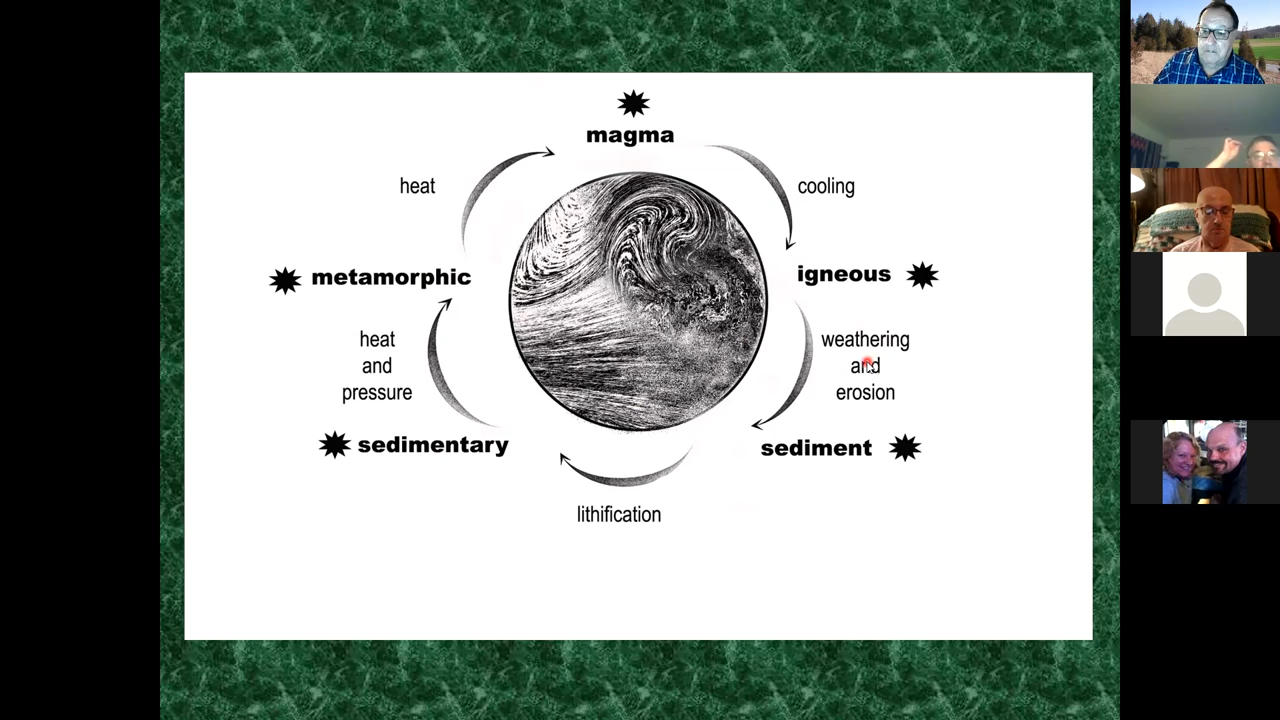 magma
heat
cooling
metamorphic
igneous
heat
and
pressure
weathering
and
erosion
sedimentary
sediment
lithification